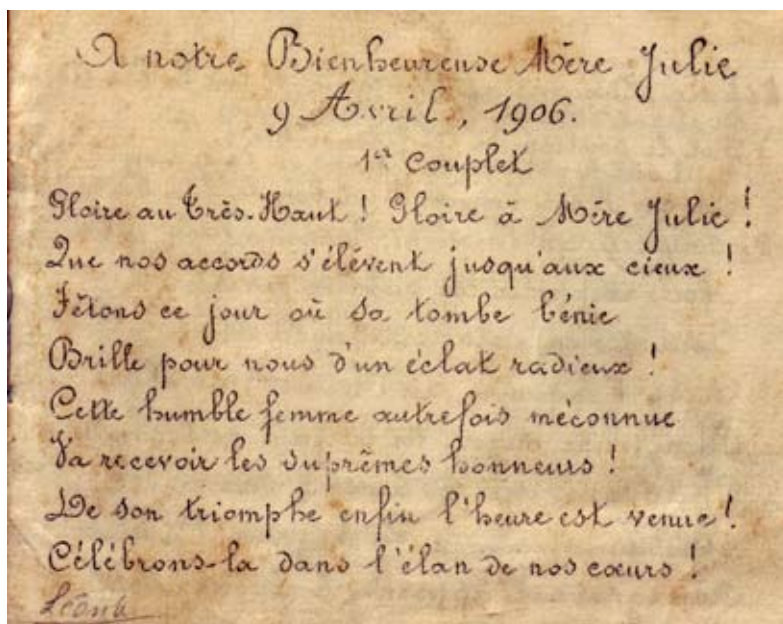 A notre Bienheureuse Mère Julie
9 Avril, 1906.
1er Couplet
Gloire au Très-Haut ! Gloire à Mère Julie !
Que nos accords s'élèvent jusqu'aux cieux !
Fêtons ce jour où sa tombe bénie
Brille pour nous d'un éclat radieux !
Cette humble femme autrefois méconnue
Va recevoir les suprêmes honneurs !
De son triomphe enfin l'heure est venue !
Célébrons-la dans l'élan de nos cœurs !